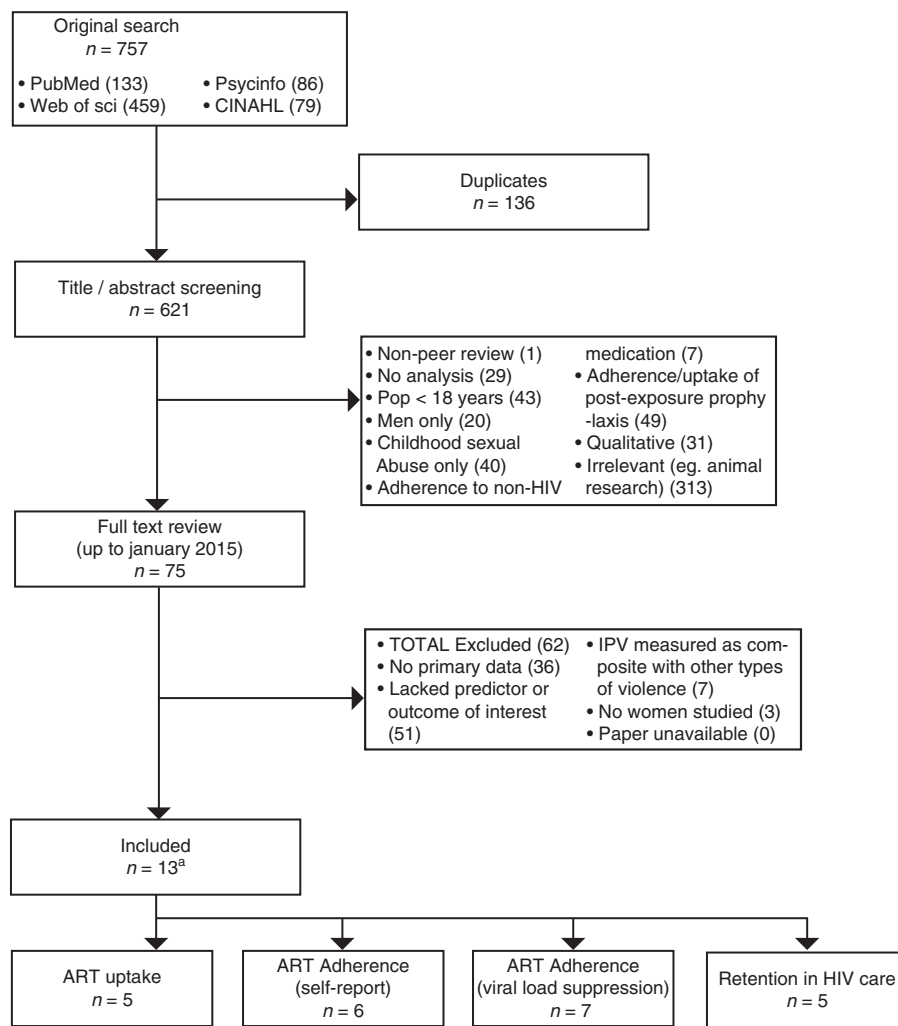 Original search
n = 757
• PubMed (133)
• Web of sci (459)
• Psycinfo (86)
• CINAHL (79)
Duplicates
n = 136
Title / abstract screening
n = 621
• Non-peer review (1)
• No analysis (29)
• Pop < 18 years (43)
• Men only (20)
• Childhood sexual
Abuse only (40)
• Adherence to non-HIV
medication (7)
• Adherence/uptake of
post-exposure prophy
-laxis (49)
• Qualitative (31)
• Irrelevant (eg. animal
research) (313)
Full text review
(up to january 2015)
n = 75
• TOTAL Excluded (62)
• No primary data (36)
• Lacked predictor or
outcome of interest
(51)
• IPV measured as com-
posite with other types
of violence (7)
• No women studied (3)
• Paper unavailable (0)
Included
n = 13a
ART uptake
n = 5
ART Adherence
(self-report)
n = 6
ART Adherence
(viral load suppression)
n = 7
Retention in HIV care
n = 5